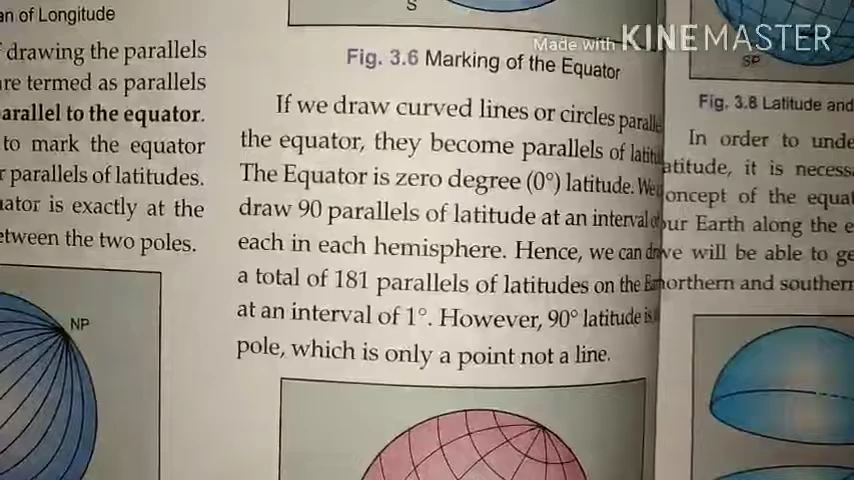 an of Longitude
drawing the parallels
re termed as parallels
arallel to the equator.
to mark the equator
r parallels of latitudes.
ator is exactly at the
etween the two poles.
NP
S
Fig. 3.6 Marking of the Equator
If we draw curved lines or circles paralle
the equator, they become parallels of latitu
The Equator is zero degree (0°) latitude. We
draw 90 parallels of latitude at an interval of
each in each hemisphere. Hence, we can dra
a total of 181 parallels of latitudes on the Ear
at an interval of 1°. However, 90° latitude is
pole, which is only a point not a line.
Made with KINEMASTER
SP
Fig. 3.8 Latitude and
In order to unde
atitude, it is necess
oncept of the equat
our Earth along the e
ve will be able to ge
northern and southern